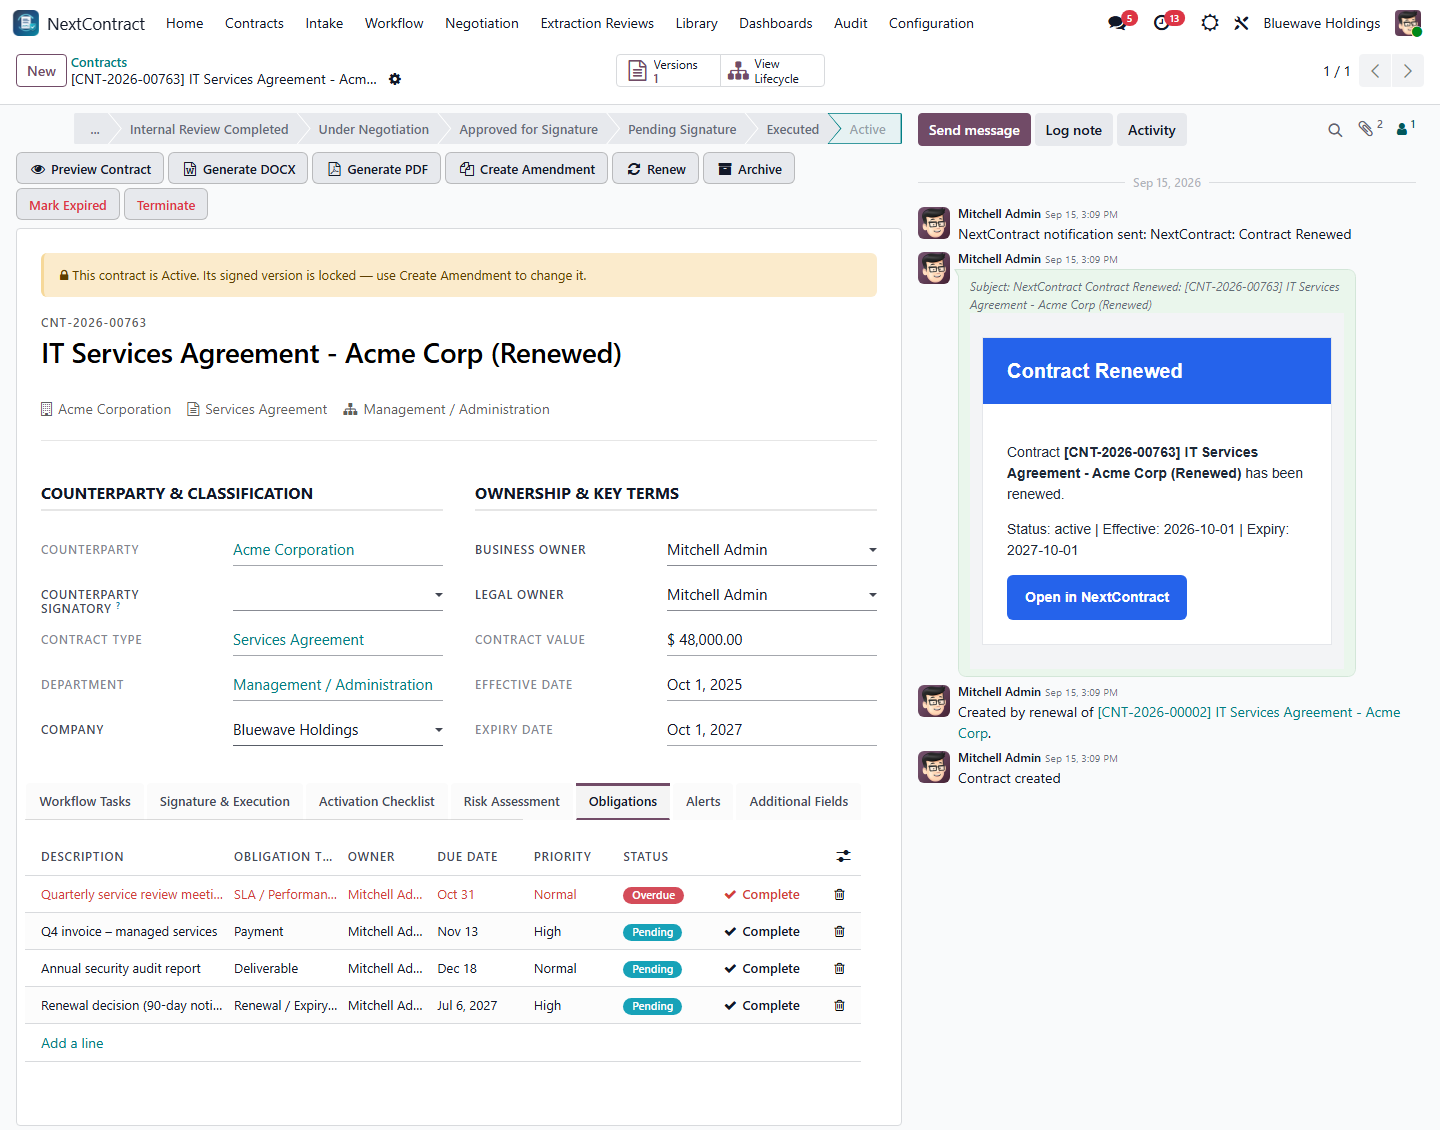 NextContract
Home
Contracts
Intake
Workflow
Negotiation
Extraction Reviews
Library
Dashboards
Audit
Configuration
5
13
Bluewave Holdings
New
Contracts
[CNT-2026-00763] IT Services Agreement - Acm...
Versions
1
View
Lifecycle
1 / 1
...
Internal Review Completed
Under Negotiation
Approved for Signature
Pending Signature
Executed
Active
Preview Contract
Generate DOCX
Generate PDF
Create Amendment
Renew
Archive
Mark Expired
Terminate
This contract is Active. Its signed version is locked — use Create Amendment to change it.
CNT-2026-00763
IT Services Agreement - Acme Corp (Renewed)
Acme Corporation
Services Agreement
Management / Administration
COUNTERPARTY & CLASSIFICATION
COUNTERPARTY
Acme Corporation
COUNTERPARTY
SIGNATORY ?
CONTRACT TYPE
Services Agreement
DEPARTMENT
Management / Administration
COMPANY
Bluewave Holdings
OWNERSHIP & KEY TERMS
BUSINESS OWNER
Mitchell Admin
LEGAL OWNER
Mitchell Admin
CONTRACT VALUE
$ 48,000.00
EFFECTIVE DATE
Oct 1, 2025
EXPIRY DATE
Oct 1, 2027
Workflow Tasks
Signature & Execution
Activation Checklist
Risk Assessment
Obligations
Alerts
Additional Fields
DESCRIPTION OBLIGATION T... OWNER DUE DATE PRIORITY STATUS
Quarterly service review meeti... SLA / Performan... Mitchell Ad... Oct 31 Normal Overdue Complete
Q4 invoice – managed services Payment Mitchell Ad... Nov 13 High Pending Complete
Annual security audit report Deliverable Mitchell Ad... Dec 18 Normal Pending Complete
Renewal decision (90-day noti... Renewal / Expiry... Mitchell Ad... Jul 6, 2027 High Pending Complete
Add a line
Send message
Log note
Activity
2
1
Sep 15, 2026
Mitchell Admin Sep 15, 3:09 PM
NextContract notification sent: NextContract: Contract Renewed
Mitchell Admin Sep 15, 3:09 PM
Subject: NextContract Contract Renewed: [CNT-2026-00763] IT Services
Agreement - Acme Corp (Renewed)
Contract Renewed
Contract [CNT-2026-00763] IT Services
Agreement - Acme Corp (Renewed) has been
renewed.
Status: active | Effective: 2026-10-01 | Expiry:
2027-10-01
Open in NextContract
Mitchell Admin Sep 15, 3:09 PM
Created by renewal of [CNT-2026-00002] IT Services Agreement - Acme
Corp.
Mitchell Admin Sep 15, 3:09 PM
Contract created